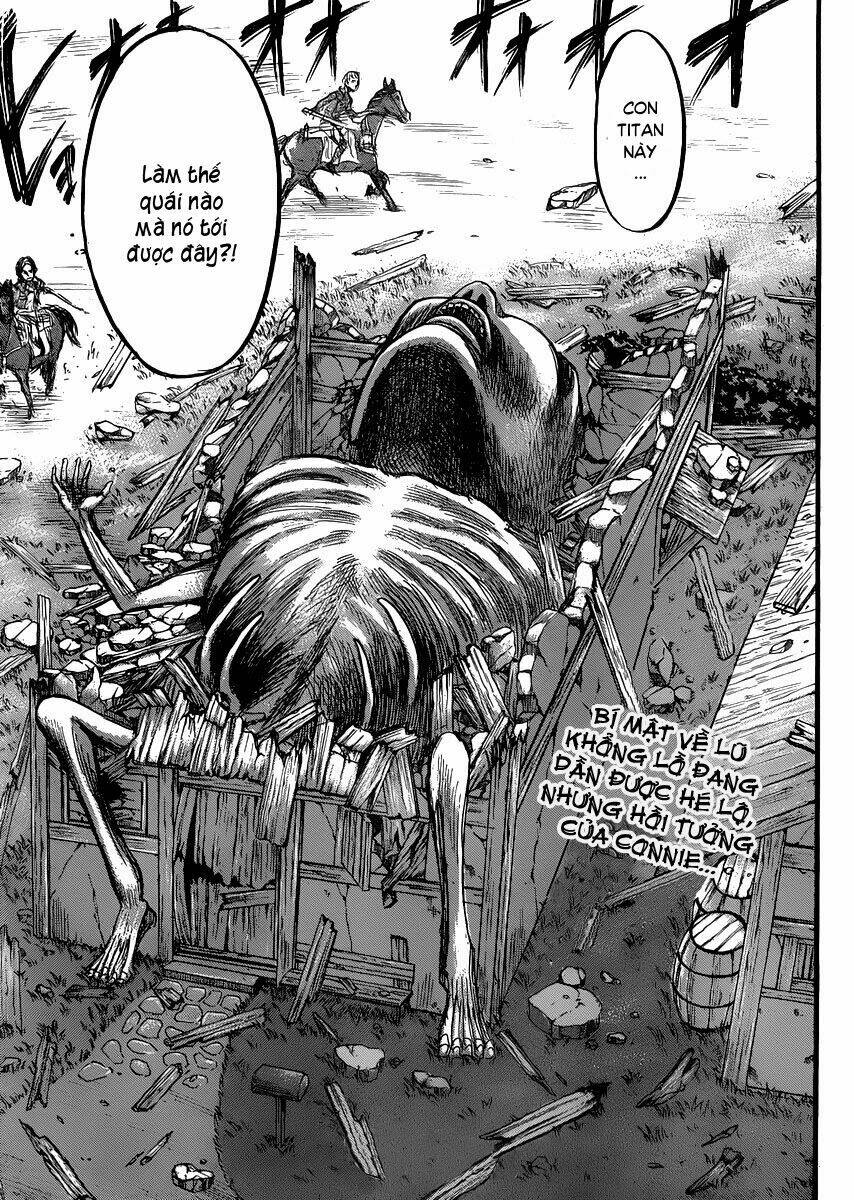 CON
TITAN
NÀY
...
Làm thế
quái nào
mà nó tới
được đây?!
BÍ MẬT VỀ LŨ
KHỔNG LỒ ĐANG
DẦN ĐƯỢC HÉ LỘ,
NHƯNG HỒI TƯỞNG
CỦA CONNIE...